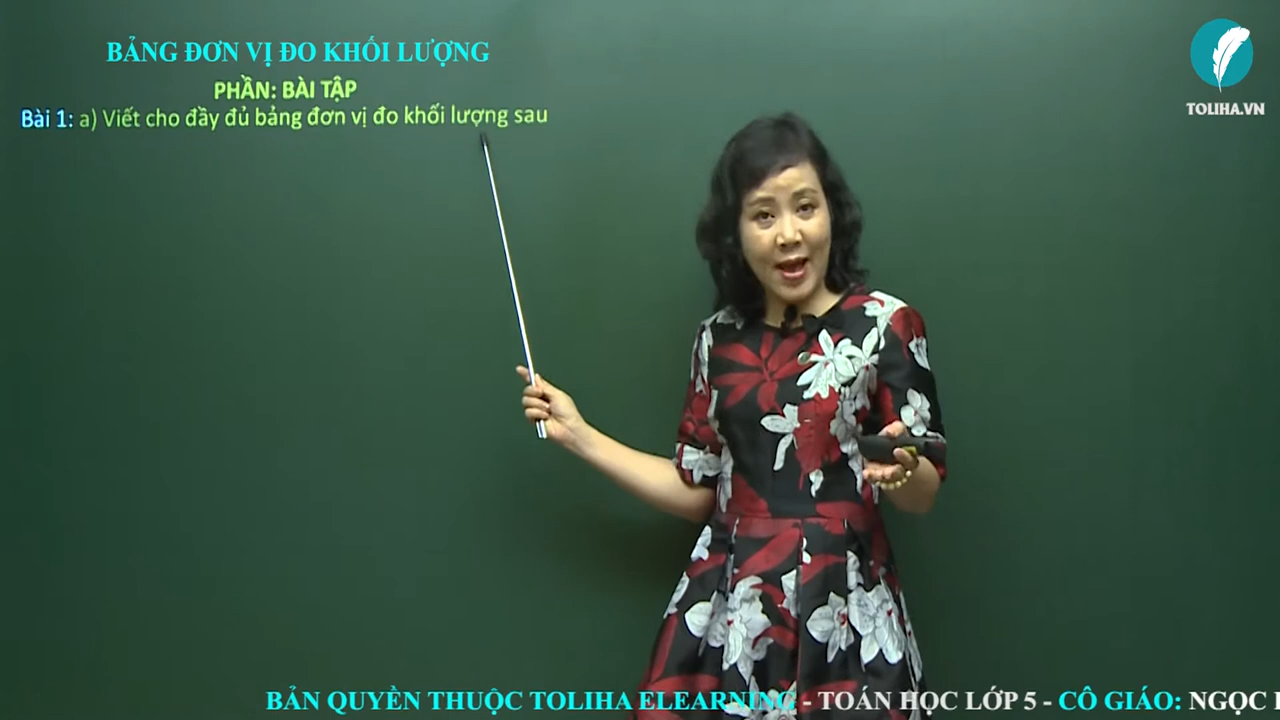 BẢNG ĐƠN VỊ ĐO KHỐI LƯỢNG
PHẦN: BÀI TẬP
Bài 1: a) Viết cho đầy đủ bảng đơn vị đo khối lượng sau
TOLIHA.VN
BẢN QUYỀN THUỘC TOLIHA ELEARNING - TOÁN HỌC LỚP 5 - CÔ GIÁO: NGỌC